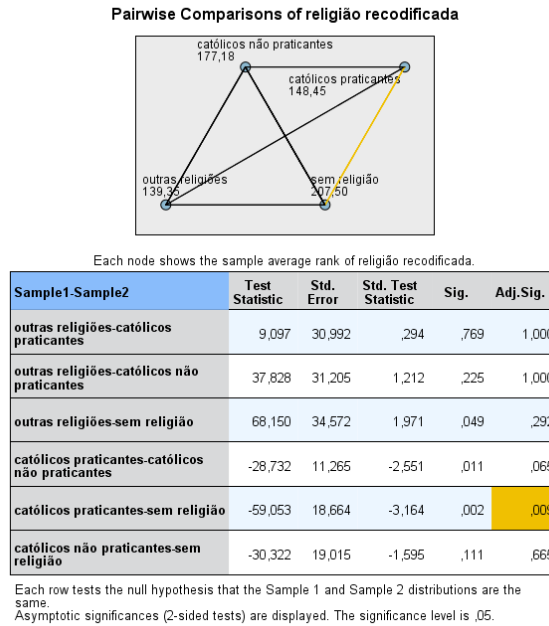 Pairwise Comparisons of religião recodificada
católicos não praticantes
177,18
católicos praticantes
148,45
outras religiões
139,35
sem religião
207,50
Each node shows the sample average rank of religião recodificada.
Sample1-Sample2 Test Statistic Std. Error Std. Test Statistic Sig. Adj.Sig.
outras religiões-católicos praticantes 9,097 30,992 ,294 ,769 1,000
outras religiões-católicos não praticantes 37,828 31,205 1,212 ,225 1,000
outras religiões-sem religião 68,150 34,572 1,971 ,049 ,292
católicos praticantes-católicos não praticantes -28,732 11,265 -2,551 ,011 ,065
católicos praticantes-sem religião -59,053 18,664 -3,164 ,002 ,009
católicos não praticantes-sem religião -30,322 19,015 -1,595 ,111 ,665
Each row tests the null hypothesis that the Sample 1 and Sample 2 distributions are the
same.
Asymptotic significances (2-sided tests) are displayed. The significance level is ,05.